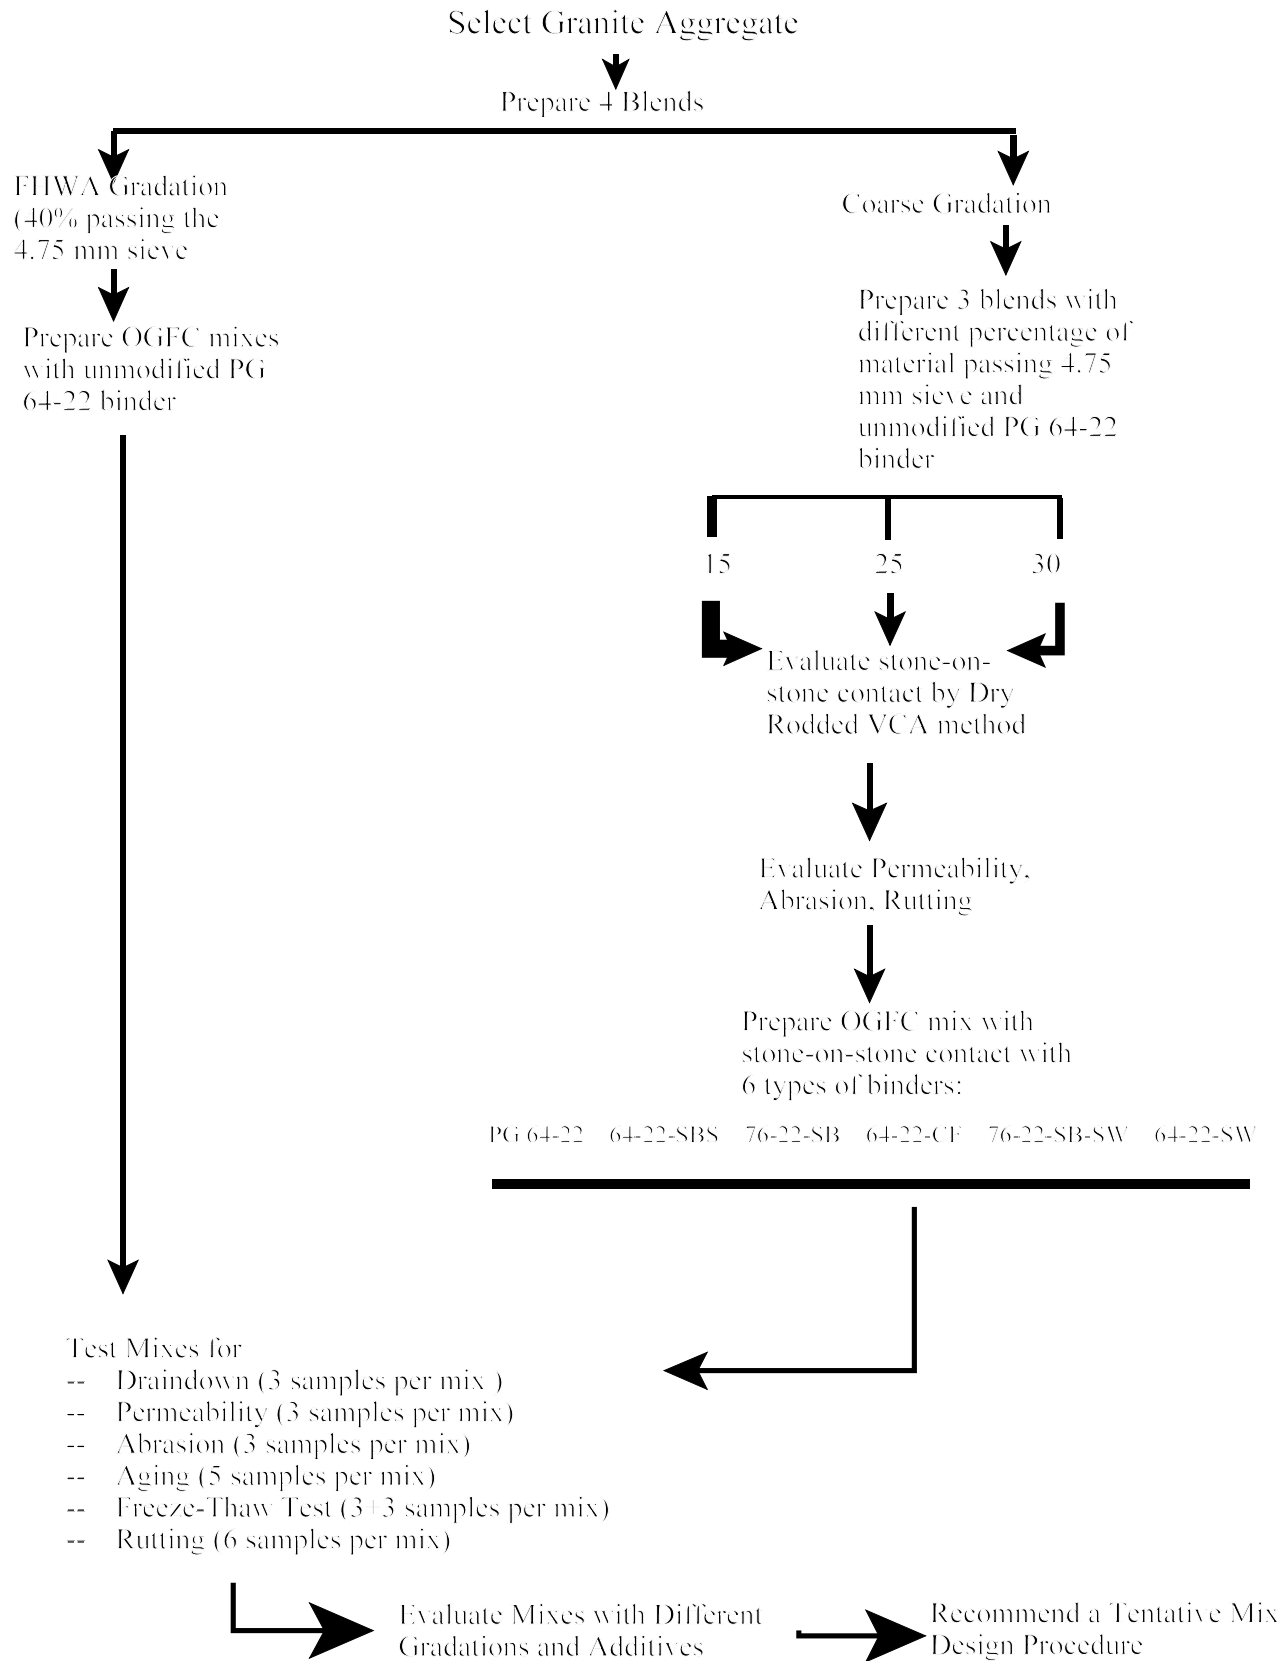 Select Granite Aggregate
Prepare 4 Blends
FHWA Gradation
(40% passing the
4.75 mm sieve
Prepare OGFC mixes
with unmodified PG
64-22 binder
Coarse Gradation
Prepare 3 blends with
different percentage of
material passing 4.75
mm sieve and
unmodified PG 64-22
binder
15 25 30
Evaluate stone-on-
stone contact by Dry
Rodded VCA method
Evaluate Permeability,
Abrasion, Rutting
Prepare OGFC mix with
stone-on-stone contact with
6 types of binders:
PG 64-22 64-22-SBS 76-22-SB 64-22-CF 76-22-SB-SW 64-22-SW
Test Mixes for
-- Draindown (3 samples per mix )
-- Permeability (3 samples per mix)
-- Abrasion (3 samples per mix)
-- Aging (5 samples per mix)
-- Freeze-Thaw Test (3+3 samples per mix)
-- Rutting (6 samples per mix)
Evaluate Mixes with Different
Gradations and Additives
Recommend a Tentative Mix
Design Procedure